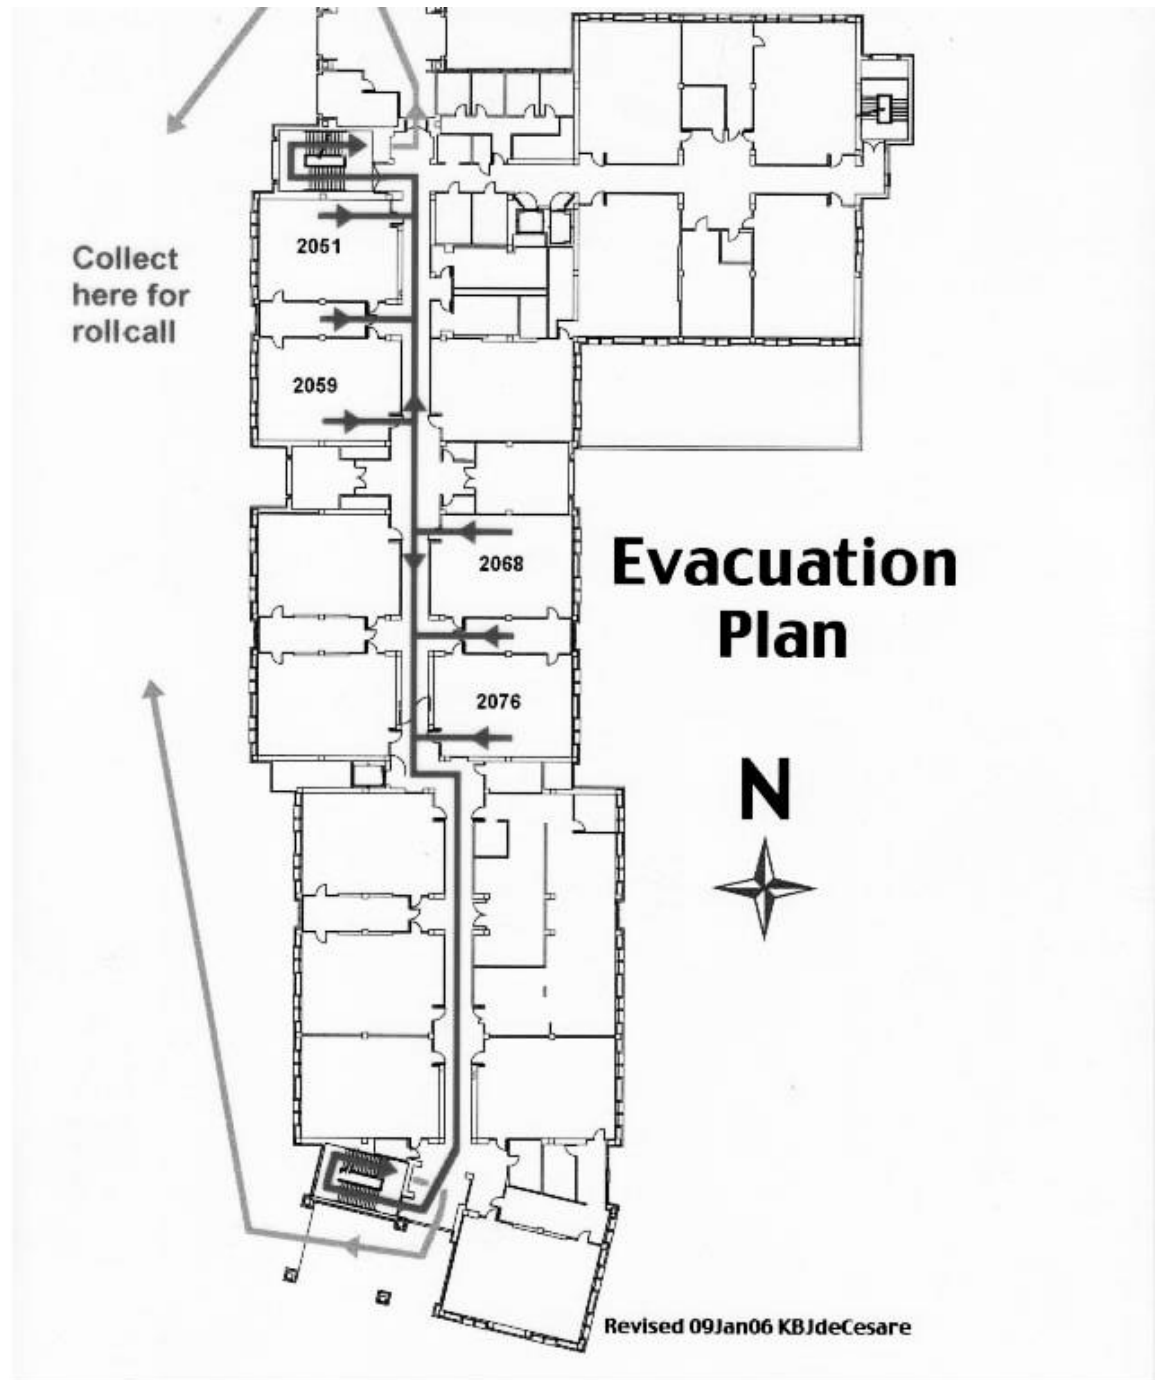 2051
Collect
here for
rollcall
2059
2068
Evacuation
Plan
2076
N
Revised 09Jan06 KBJdeCesare